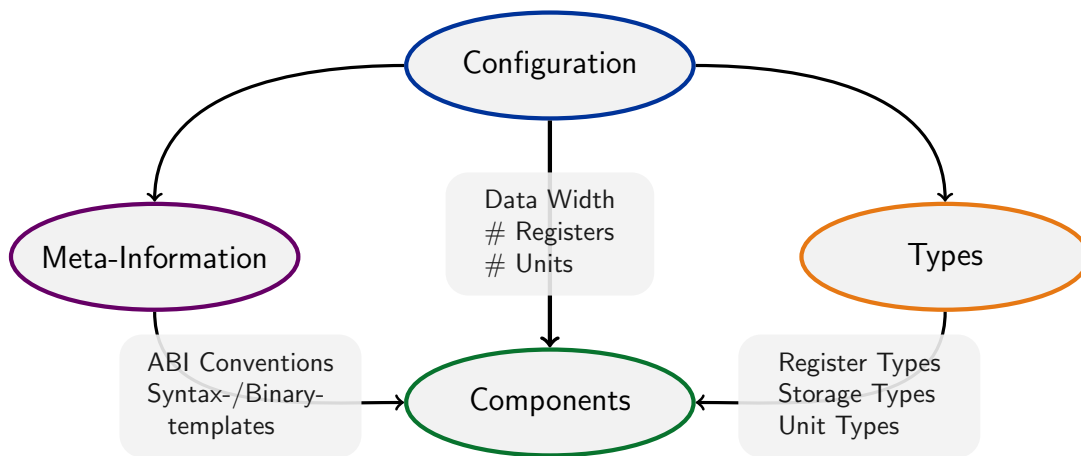 Configuration
Data Width
# Registers
# Units
Meta-Information
Types
ABI Conventions
Syntax-/Binary-
templates
Components
Register Types
Storage Types
Unit Types